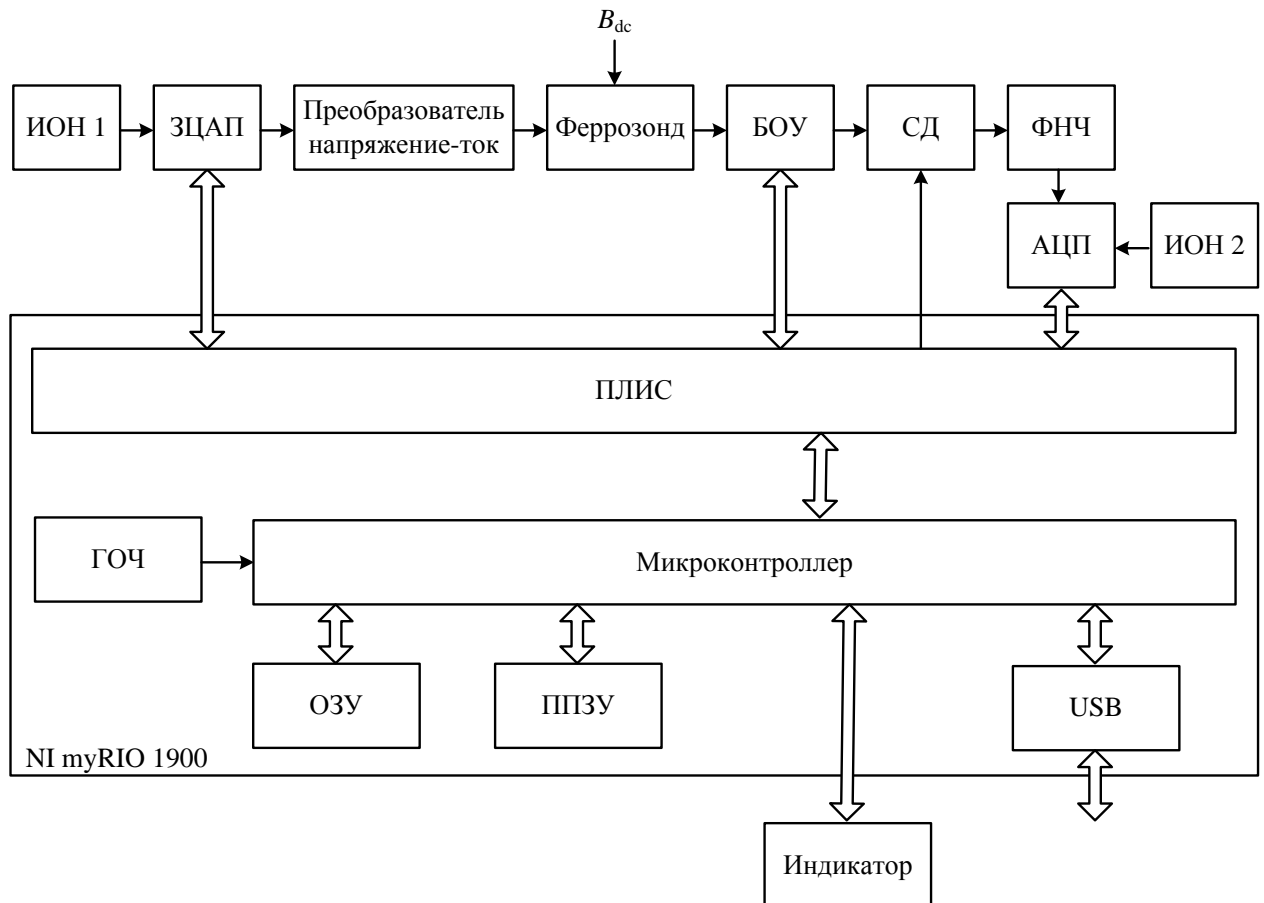 B_dc
ИОН 1
ЗЦАП
Преобразователь
напряжение-ток
Феррозонд
БОУ
СД
ФНЧ
АЦП
ИОН 2
ПЛИС
ГОЧ
Микроконтроллер
ОЗУ
ППЗУ
USB
NI myRIO 1900
Индикатор